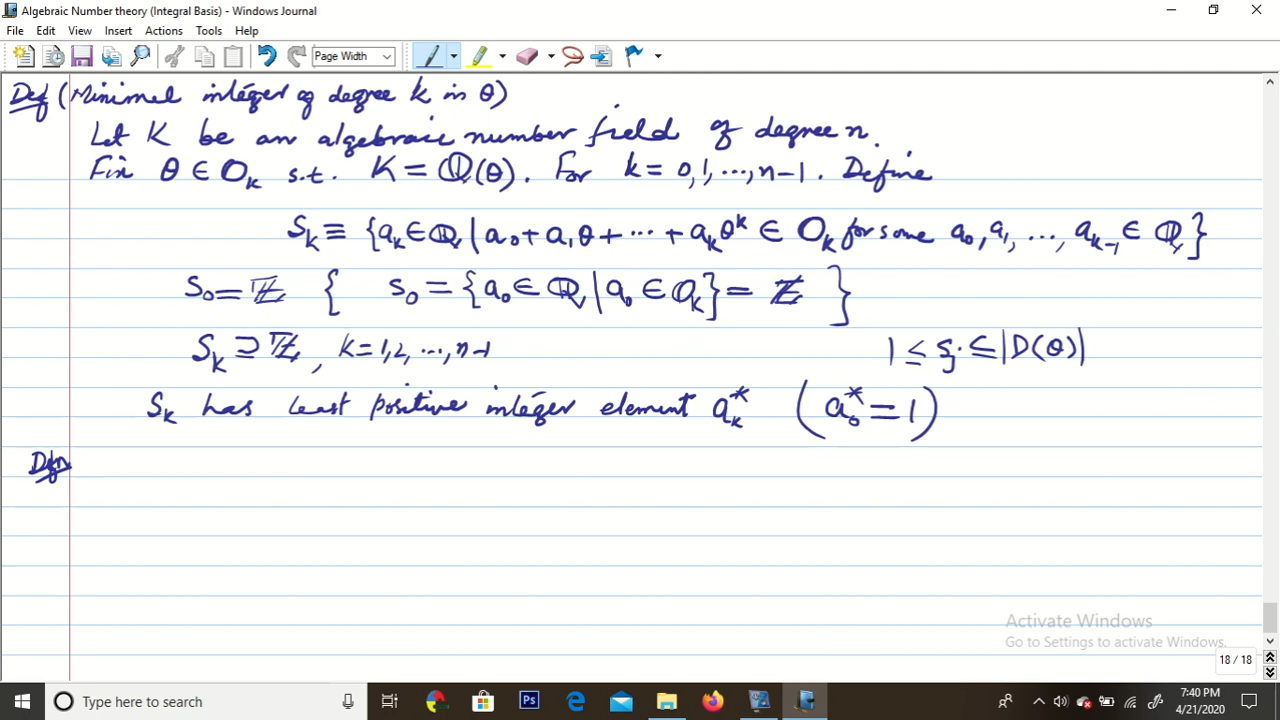 Algebraic Number theory (Integral Basis) - Windows Journal
File Edit View Insert Actions Tools Help
Page Width
Def (Minimal integer of degree k in θ)
Let K be an algebraic number field of degree n.
Fix θ ∈ O_K s.t. K = ℚ(θ). For k = 0,1,...,n-1. Define
S_k ≡ {a_k ∈ ℚ | a_0 + a_1θ + ... + a_kθ^k ∈ O_K for some a_0, a_1, ..., a_{k-1} ∈ ℚ}
S_0 = ℤ { S_0 = {a_0 ∈ ℚ | a_0 ∈ O_K} = ℤ }
S_k ⊇ ℤ, k = 1,2, ..., n-1 1 ≤ s_j ≤ |D(θ)|
S_k has least positive integer element a_k^* (a_0^* = 1)
Defn
Activate Windows
Go to Settings to activate Windows.
18 / 18
Type here to search
Ps
7:40 PM
4/21/2020